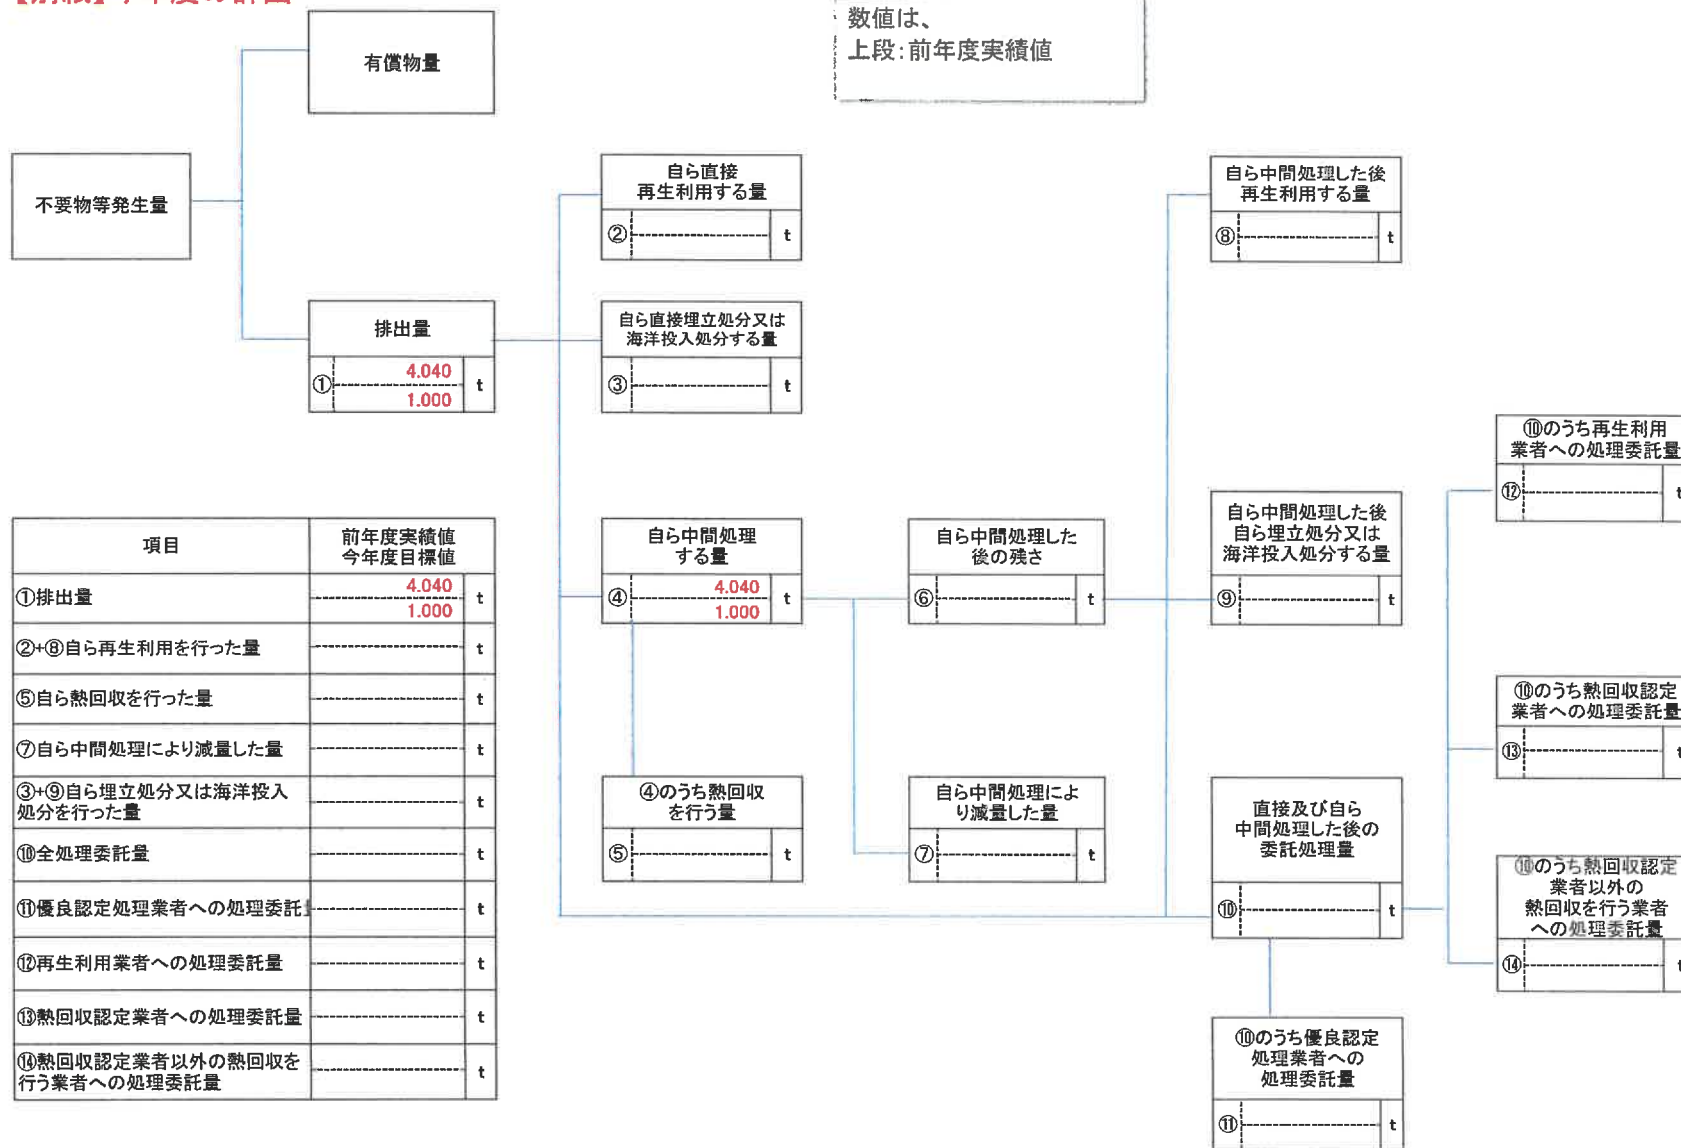 数値は、
上段：前年度実績値
有償物量
不要物等発生量
排出量
① 4.040 t
1.000
自ら直接
再生利用する量
② t
自ら直接埋立処分又は
海洋投入処分する量
③ t
自ら中間処理した後
再生利用する量
⑧ t
項目
前年度実績値
今年度目標値
①排出量 4.040 t
1.000
②+⑧自ら再生利用を行った量 t
⑤自ら熱回収を行った量 t
⑦自ら中間処理により減量した量 t
③+⑨自ら埋立処分又は海洋投入
処分を行った量 t
⑩全処理委託量 t
⑪優良認定処理業者への処理委託 t
⑫再生利用業者への処理委託量 t
⑬熱回収認定業者への処理委託量 t
⑭熱回収認定業者以外の熱回収を
行う業者への処理委託量 t
自ら中間処理
する量
④ 4.040 t
1.000
④のうち熱回収
を行う量
⑤ t
自ら中間処理した
後の残さ
⑥ t
自ら中間処理によ
り減量した量
⑦ t
自ら中間処理した後
自ら埋立処分又は
海洋投入処分する量
⑨ t
直接及び自ら
中間処理した後の
委託処理量
⑩ t
⑩のうち優良認定
処理業者への
処理委託量
⑪ t
⑩のうち再生利用
業者への処理委託量
⑫ t
⑩のうち熱回収認定
業者への処理委託量
⑬ t
⑩のうち熱回収認定
業者以外の
熱回収を行う業者
への処理委託量
⑭ t